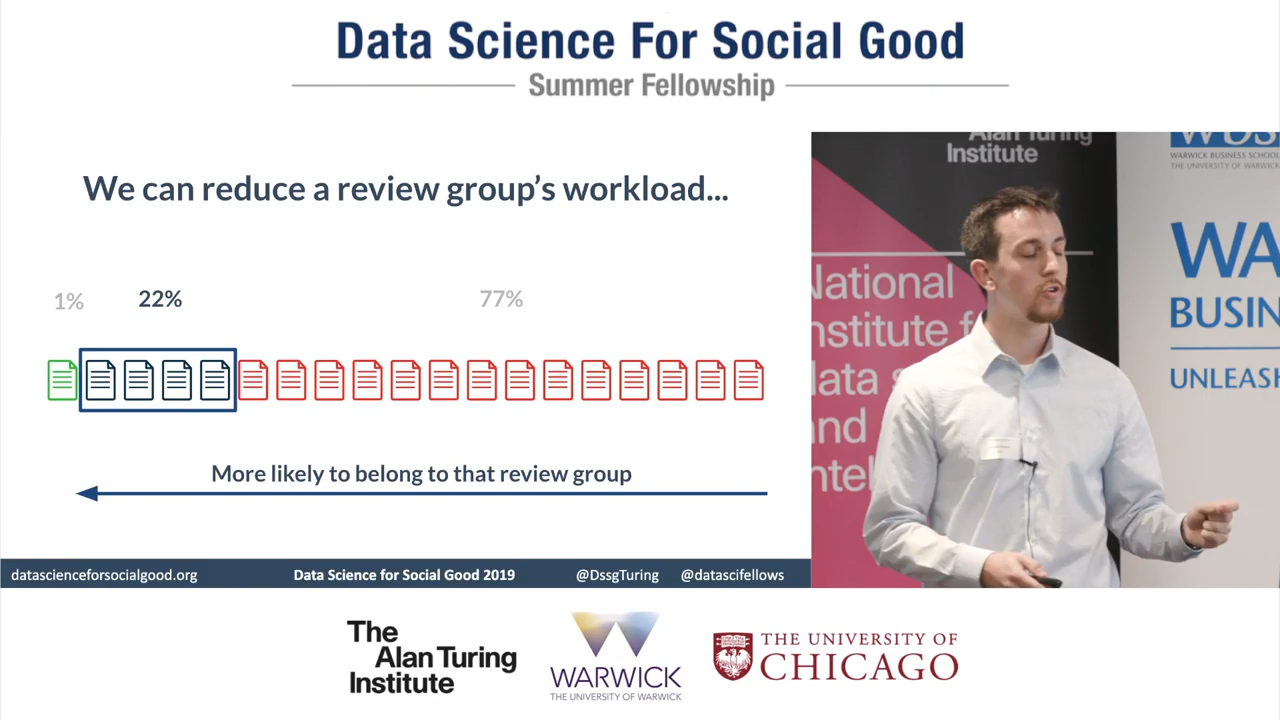 Data Science For Social Good
Summer Fellowship
We can reduce a review group’s workload...
1%
22%
77%
More likely to belong to that review group
datascienceforsocialgood.org
Data Science for Social Good 2019
@DssgTuring
@datascifellows
Alan Turing
Institute
National
nstitute f
data s
and
ntel
WBS
WARWICK BUSINESS SCHOOL
THE UNIVERSITY OF WARWICK
WA
BUSIN
UNLEASH
The
Alan Turing
Institute
WARWICK
THE UNIVERSITY OF WARWICK
THE UNIVERSITY OF
CHICAGO